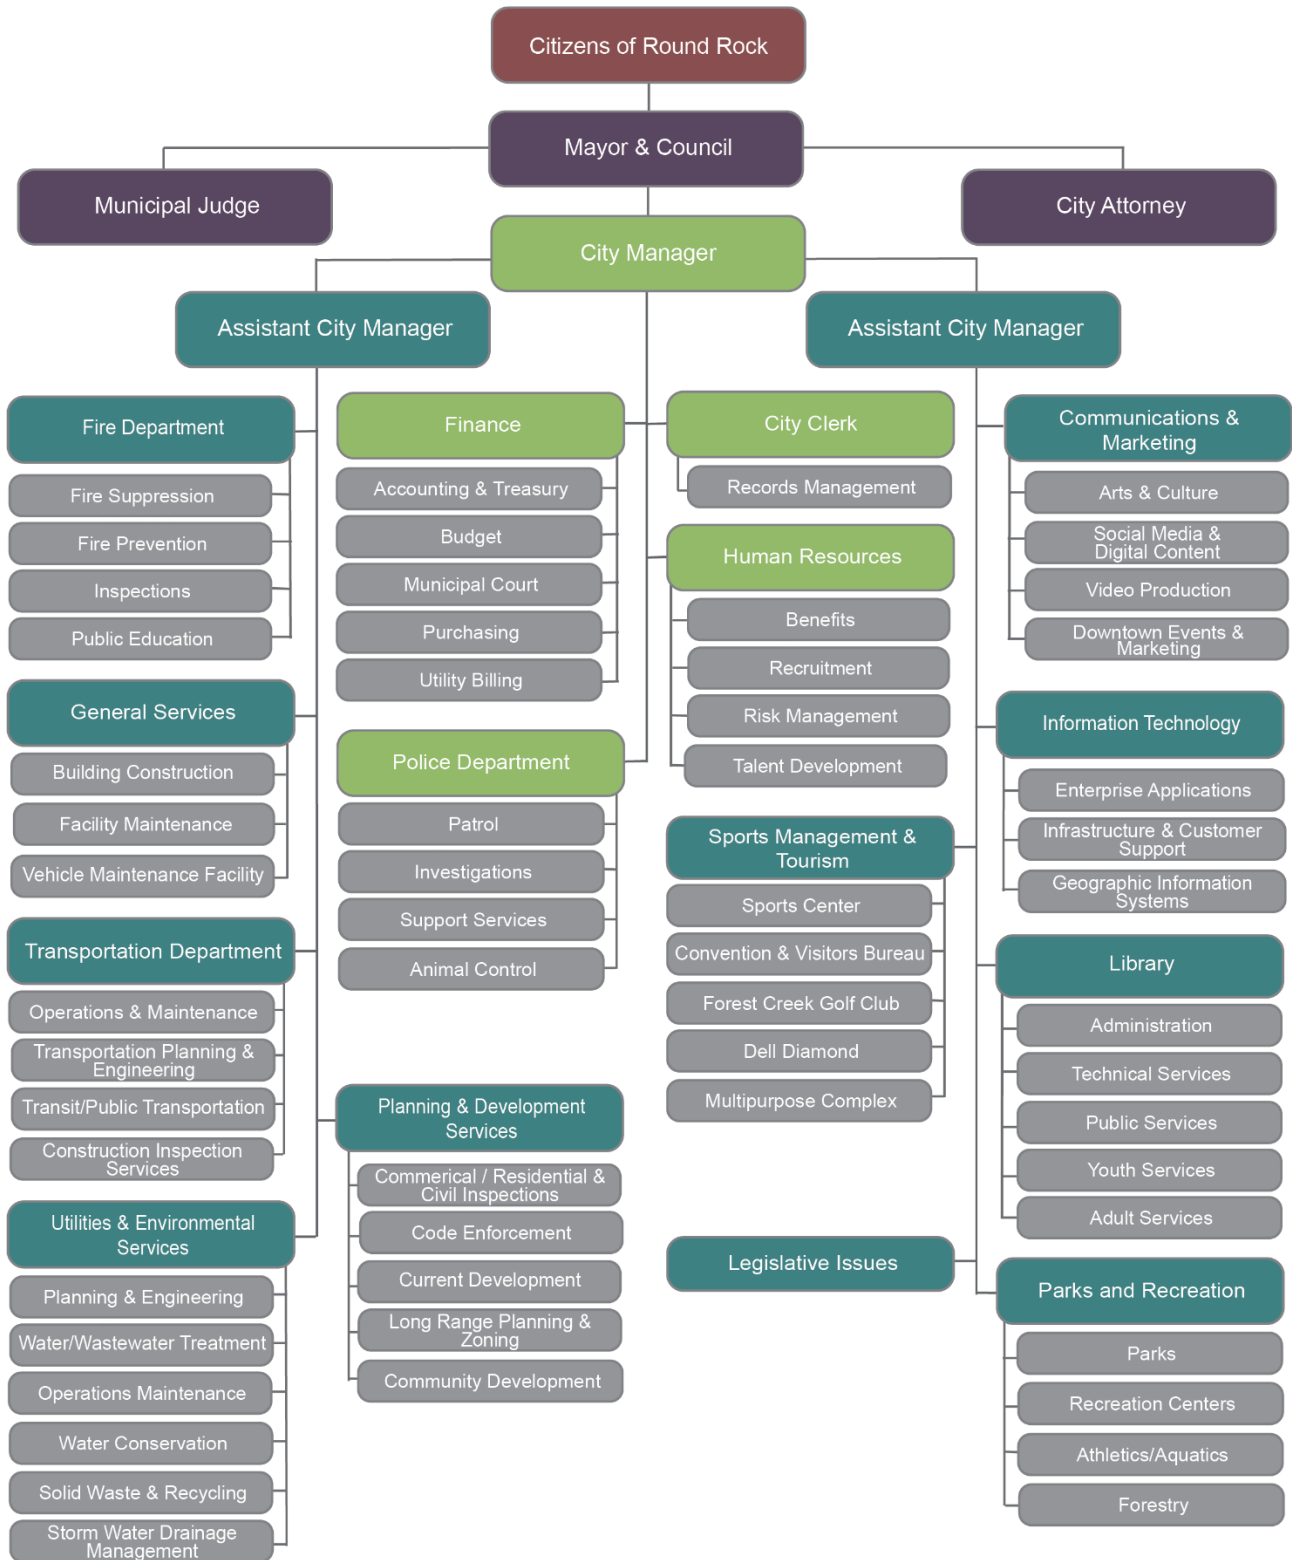 Citizens of Round Rock
Mayor & Council
Municipal Judge
City Attorney
City Manager
Assistant City Manager
Assistant City Manager
Fire Department
Fire Suppression
Fire Prevention
Inspections
Public Education
General Services
Building Construction
Facility Maintenance
Vehicle Maintenance Facility
Transportation Department
Operations & Maintenance
Transportation Planning &
Engineering
Transit/Public Transportation
Construction Inspection
Services
Utilities & Environmental
Services
Planning & Engineering
Water/Wastewater Treatment
Operations Maintenance
Water Conservation
Solid Waste & Recycling
Storm Water Drainage
Management
Finance
Accounting & Treasury
Budget
Municipal Court
Purchasing
Utility Billing
Police Department
Patrol
Investigations
Support Services
Animal Control
Planning & Development
Services
Commerical / Residential &
Civil Inspections
Code Enforcement
Current Development
Long Range Planning &
Zoning
Community Development
City Clerk
Records Management
Human Resources
Benefits
Recruitment
Risk Management
Talent Development
Sports Management &
Tourism
Sports Center
Convention & Visitors Bureau
Forest Creek Golf Club
Dell Diamond
Multipurpose Complex
Legislative Issues
Communications &
Marketing
Arts & Culture
Social Media &
Digital Content
Video Production
Downtown Events &
Marketing
Information Technology
Enterprise Applications
Infrastructure & Customer
Support
Geographic Information
Systems
Library
Administration
Technical Services
Public Services
Youth Services
Adult Services
Parks and Recreation
Parks
Recreation Centers
Athletics/Aquatics
Forestry